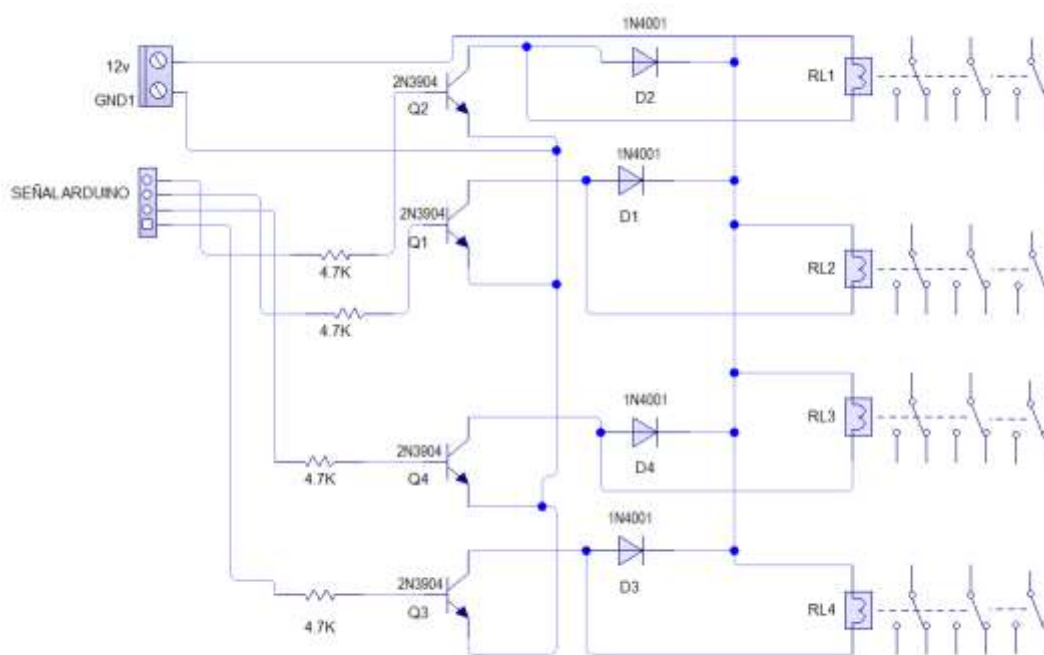 1N4001
12v
2N3904
RL1
D2
GND1
Q2
1N4001
SEÑAL ARDUINO
2N3904
D1
Q1
4.7K
RL2
4.7K
1N4001
RL3
2N3904
D4
4.7K
Q4
1N4001
2N3904
D3
Q3
RL4
4.7K